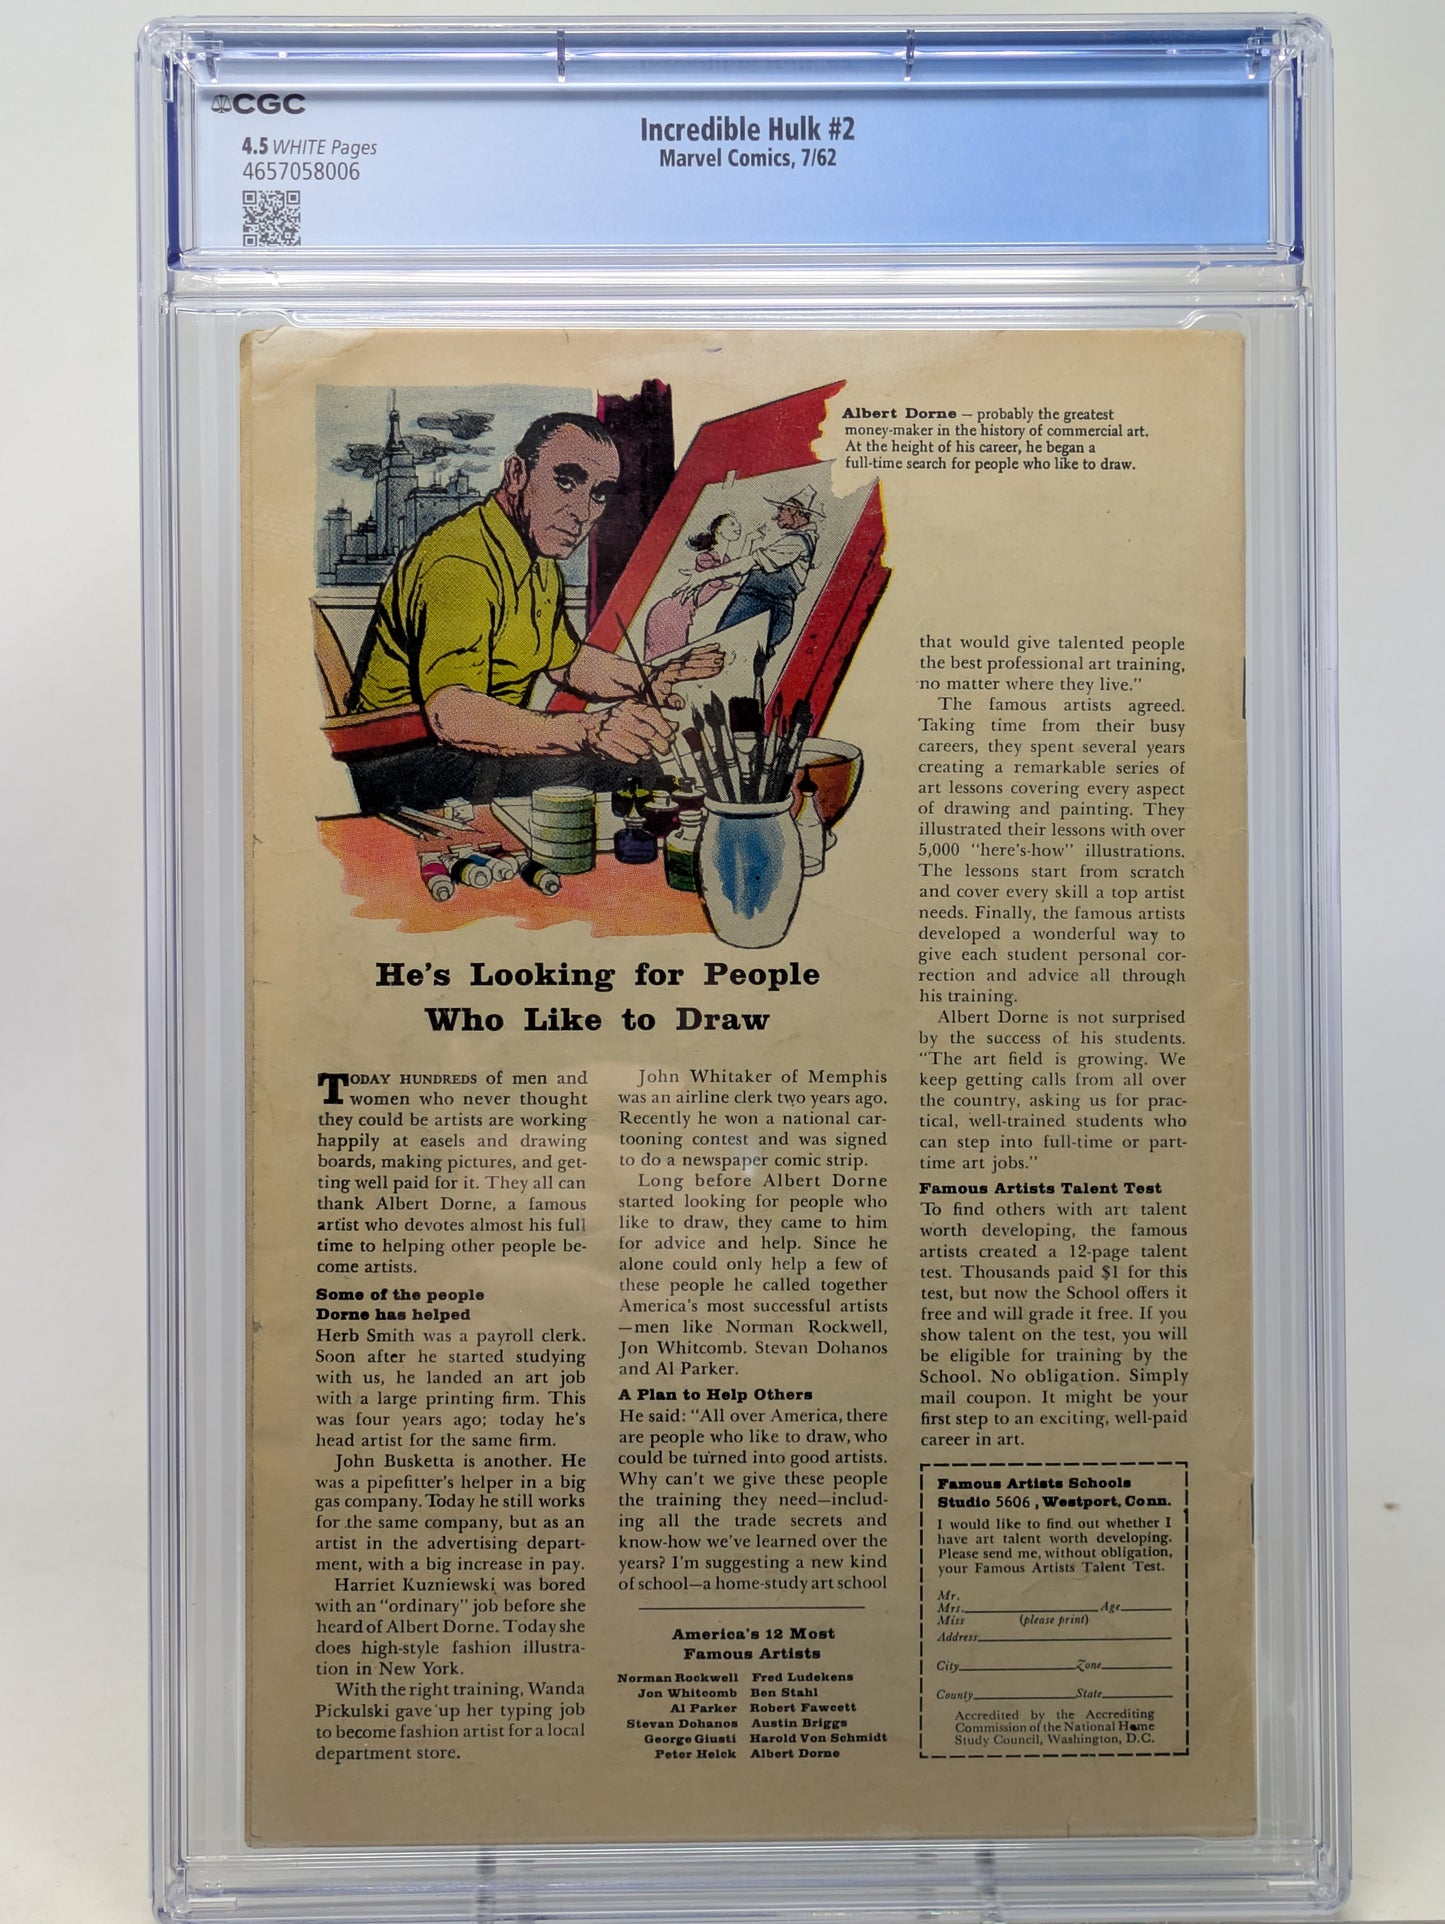 CGC
4.5 WHITE Pages
4657058006
Incredible Hulk #2
Marvel Comics, 7/62
Albert Dorne — probably the greatest
money-maker in the history of commercial art.
At the height of his career, he began a
full-time search for people who like to draw.
He's Looking for People
Who Like to Draw
TODAY HUNDREDS of men and
women who never thought
they could be artists are working
happily at easels and drawing
boards, making pictures, and get-
ting well paid for it. They all can
thank Albert Dorne, a famous
artist who devotes almost his full
time to helping other people be-
come artists.
Some of the people
Dorne has helped
Herb Smith was a payroll clerk.
Soon after he started studying
with us, he landed an art job
with a large printing firm. This
was four years ago; today he's
head artist for the same firm.
John Busketta is another. He
was a pipefitter's helper in a big
gas company. Today he still works
for the same company, but as an
artist in the advertising depart-
ment, with a big increase in pay.
Harriet Kuzniewski was bored
with an "ordinary" job before she
heard of Albert Dorne. Today she
does high-style fashion illustra-
tion in New York.
With the right training, Wanda
Pickulski gave up her typing job
to become fashion artist for a local
department store.
John Whitaker of Memphis
was an airline clerk two years ago.
Recently he won a national car-
tooning contest and was signed
to do a newspaper comic strip.
Long before Albert Dorne
started looking for people who
like to draw, they came to him
for advice and help. Since he
alone could only help a few of
these people he called together
America's most successful artists
—men like Norman Rockwell,
Jon Whitcomb. Stevan Dohanos
and Al Parker.
A Plan to Help Others
He said: "All over America, there
are people who like to draw, who
could be turned into good artists.
Why can't we give these people
the training they need—includ-
ing all the trade secrets and
know-how we've learned over the
years? I'm suggesting a new kind
of school—a home-study art school
America's 12 Most
Famous Artists
Norman Rockwell Fred Ludekens
Jon Whitcomb Ben Stahl
Al Parker Robert Fawcett
Stevan Dohanos Austin Briggs
George Giusti Harold Von Schmidt
Peter Helck Albert Dorne
that would give talented people
the best professional art training,
no matter where they live."
The famous artists agreed.
Taking time from their busy
careers, they spent several years
creating a remarkable series of
art lessons covering every aspect
of drawing and painting. They
illustrated their lessons with over
5,000 "here's-how" illustrations.
The lessons start from scratch
and cover every skill a top artist
needs. Finally, the famous artists
developed a wonderful way to
give each student personal cor-
rection and advice all through
his training.
Albert Dorne is not surprised
by the success of his students.
"The art field is growing. We
keep getting calls from all over
the country, asking us for prac-
tical, well-trained students who
can step into full-time or part-
time art jobs."
Famous Artists Talent Test
To find others with art talent
worth developing, the famous
artists created a 12-page talent
test. Thousands paid $1 for this
test, but now the School offers it
free and will grade it free. If you
show talent on the test, you will
be eligible for training by the
School. No obligation. Simply
mail coupon. It might be your
first step to an exciting, well-paid
career in art.
Famous Artists Schools
Studio 5606 , Westport, Conn.
I would like to find out whether I
have art talent worth developing.
Please send me, without obligation,
your Famous Artists Talent Test.
Mr.
Mrs. Age
Miss (please print)
Address
City Zone
County State
Accredited by the Accrediting
Commission of the National Home
Study Council, Washington, D.C.